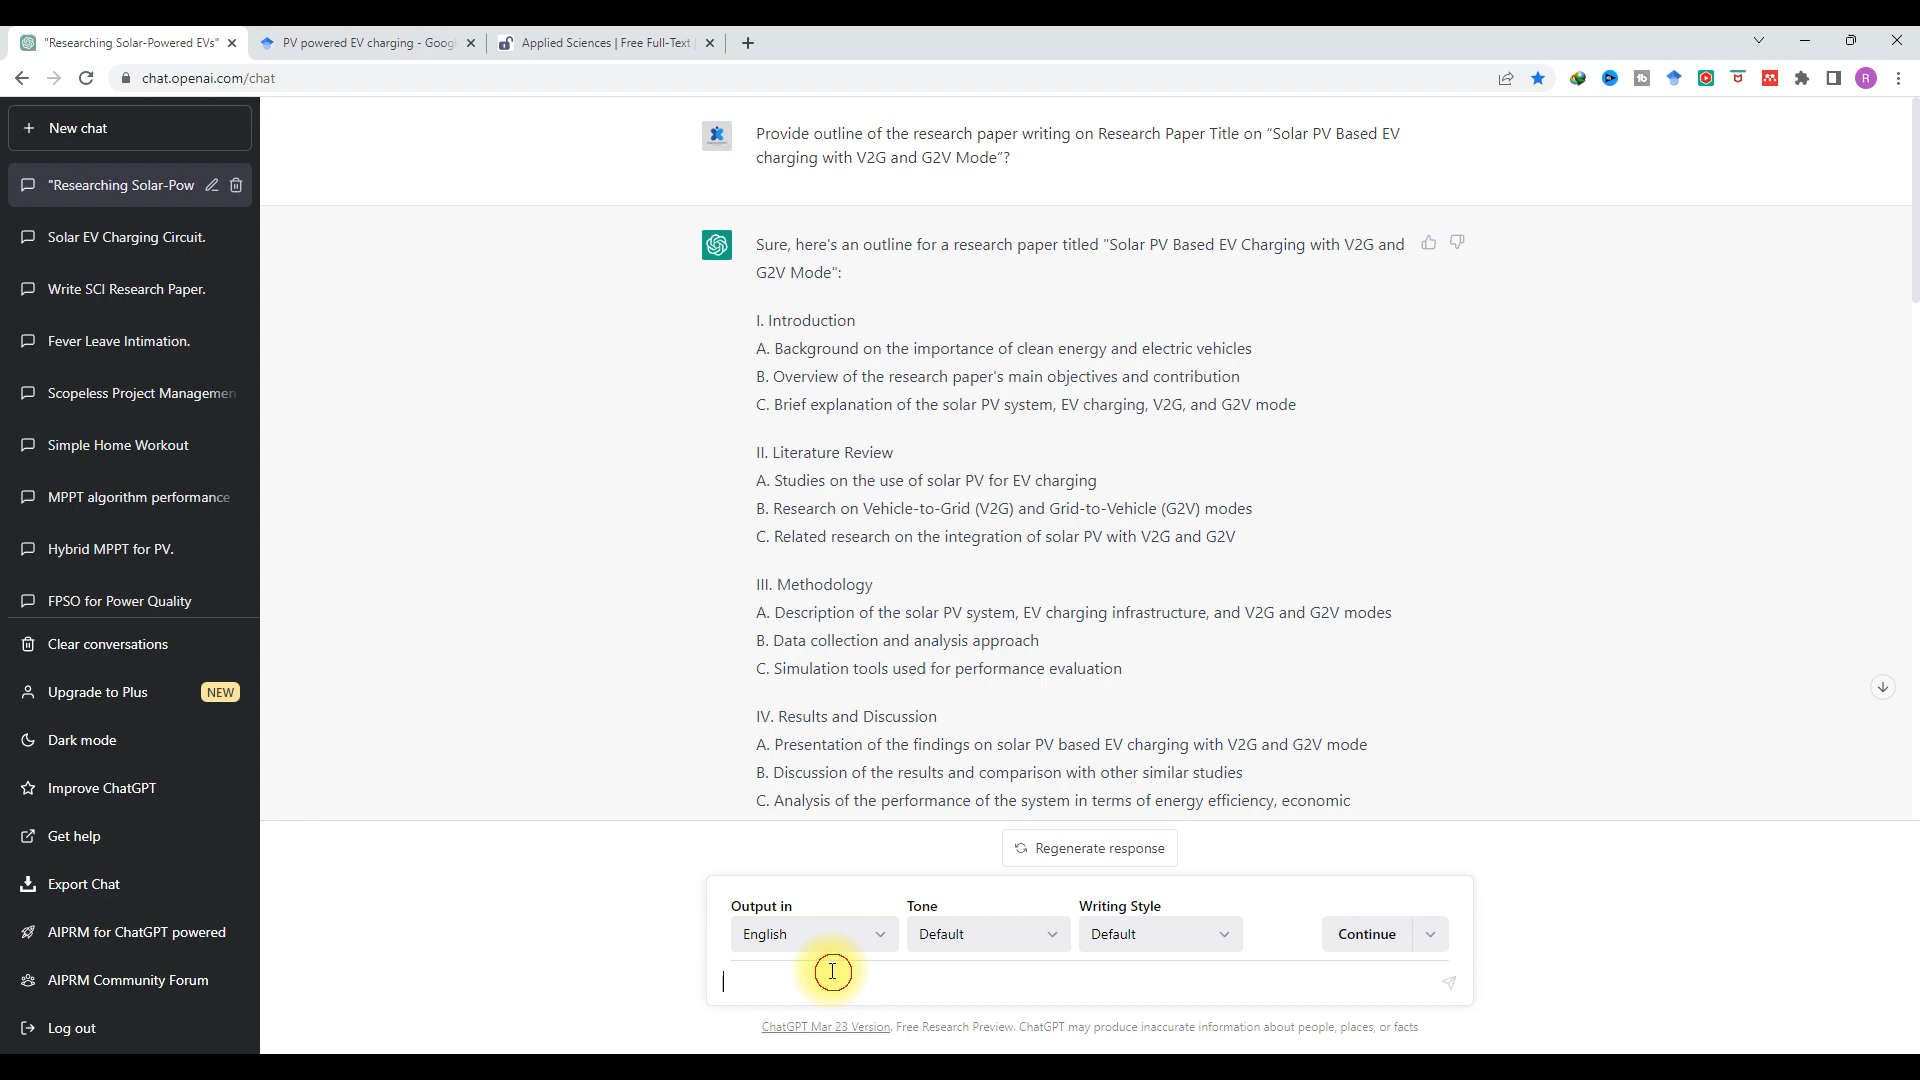 "Researching Solar-Powered EVs"
PV powered EV charging - Goog
Applied Sciences | Free Full-Text
chat.openai.com/chat
R
New chat
"Researching Solar-Pow
Solar EV Charging Circuit.
Write SCI Research Paper.
Fever Leave Intimation.
Scopeless Project Managemen
Simple Home Workout
MPPT algorithm performance
Hybrid MPPT for PV.
FPSO for Power Quality
Clear conversations
Upgrade to Plus NEW
Dark mode
Improve ChatGPT
Get help
Export Chat
AIPRM for ChatGPT powered
AIPRM Community Forum
Log out
Provide outline of the research paper writing on Research Paper Title on “Solar PV Based EV
charging with V2G and G2V Mode”?
Sure, here's an outline for a research paper titled "Solar PV Based EV Charging with V2G and
G2V Mode":
I. Introduction
A. Background on the importance of clean energy and electric vehicles
B. Overview of the research paper's main objectives and contribution
C. Brief explanation of the solar PV system, EV charging, V2G, and G2V mode
II. Literature Review
A. Studies on the use of solar PV for EV charging
B. Research on Vehicle-to-Grid (V2G) and Grid-to-Vehicle (G2V) modes
C. Related research on the integration of solar PV with V2G and G2V
III. Methodology
A. Description of the solar PV system, EV charging infrastructure, and V2G and G2V modes
B. Data collection and analysis approach
C. Simulation tools used for performance evaluation
IV. Results and Discussion
A. Presentation of the findings on solar PV based EV charging with V2G and G2V mode
B. Discussion of the results and comparison with other similar studies
C. Analysis of the performance of the system in terms of energy efficiency, economic
Regenerate response
Output in Tone Writing Style
English Default Default Continue
ChatGPT Mar 23 Version. Free Research Preview. ChatGPT may produce inaccurate information about people, places, or facts